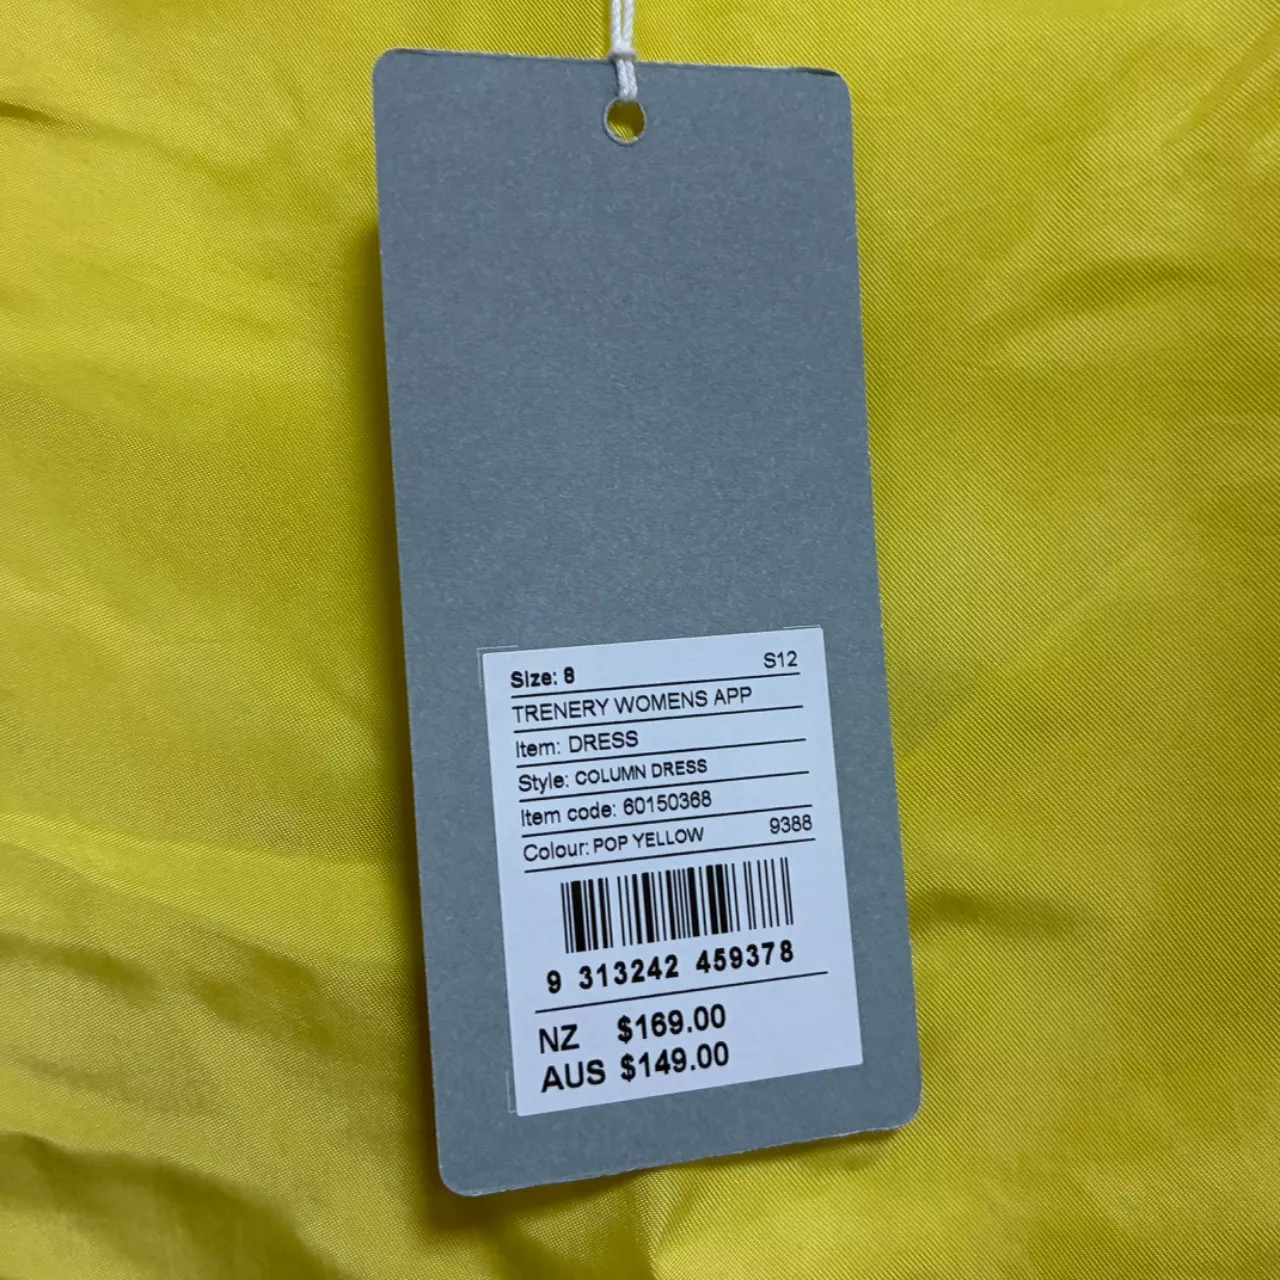 Size: 8 S12
TRENERY WOMENS APP
Item: DRESS
Style: COLUMN DRESS
Item code: 60150368
Colour: POP YELLOW 9388
9 313242 459378
NZ $169.00
AUS $149.00